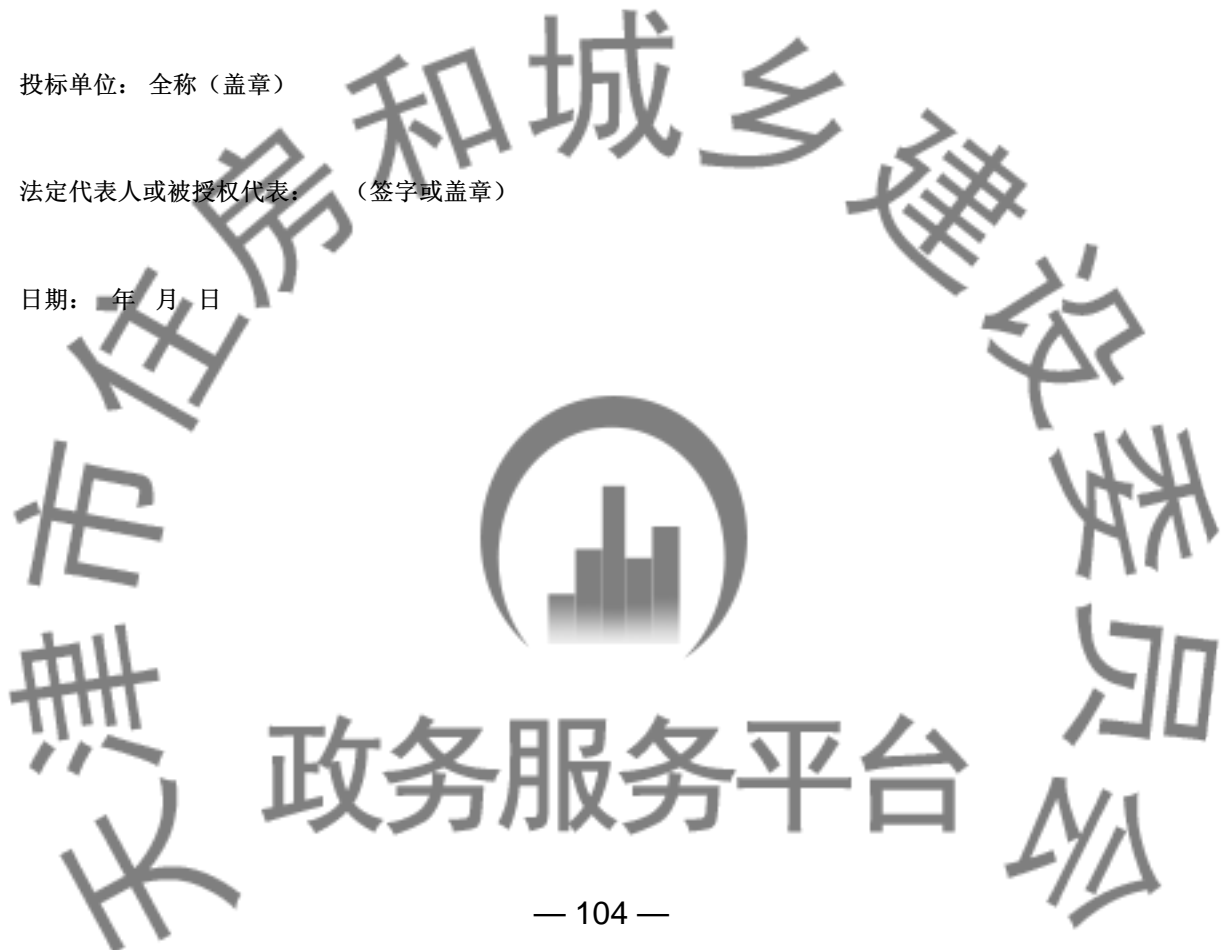 投标单位： 全称（盖章）
法定代表人或被授权代表： （签字或盖章）
日期： 年 月 日
天津市住房和城乡建设委员会
政务服务平台
— 104 —